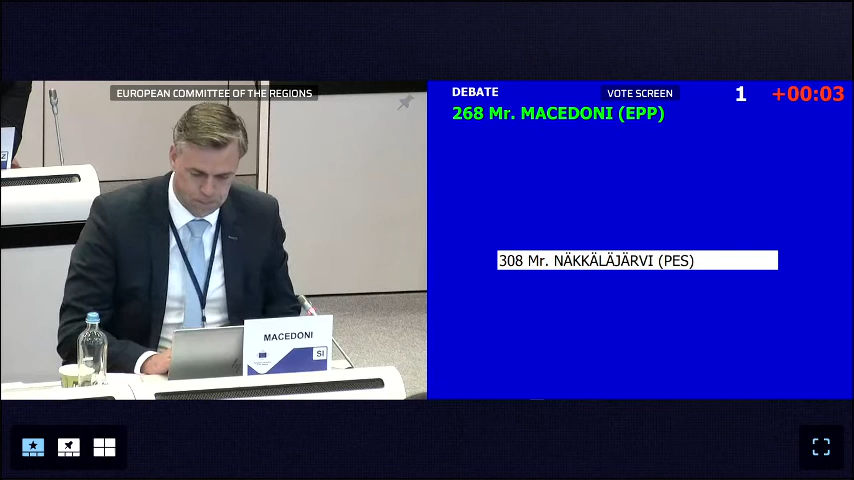 EUROPEAN COMMITTEE OF THE REGIONS
MACEDONI
SI
DEBATE
VOTE SCREEN
1
+00:03
268 Mr. MACEDONI (EPP)
308 Mr. NÄKKÄLÄJÄRVI (PES)